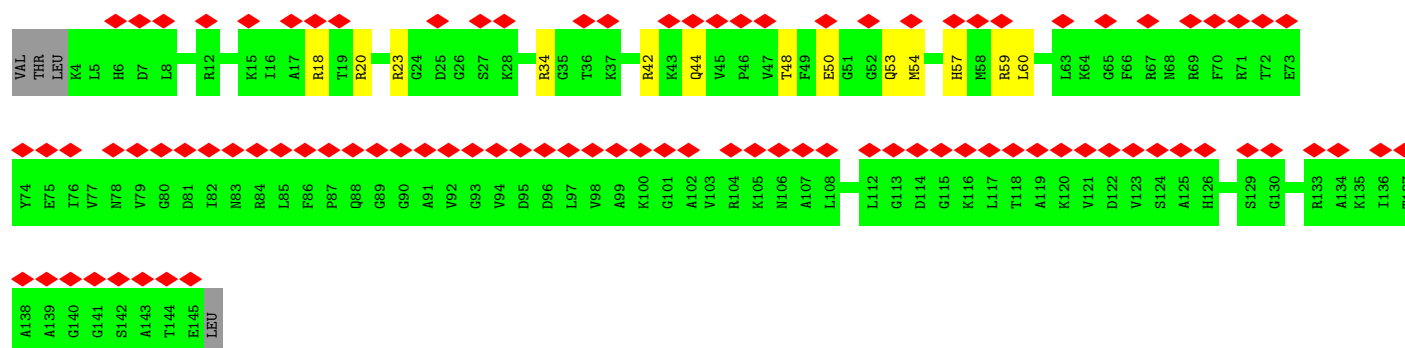 VAL THR LEU K4 L5 H6 D7 L8 R12 K15 I16 A17 R18 T19 R20 R23 G24 D25 G26 S27 K28 R34 G35 T36 K37 R42 K43 Q44 V45 P46 V47 T48 F49 E50 G51 G52 Q53 M54 H57 M58 R59 L60 L63 K64 G65 F66 R67 N68 R69 F70 R71 T72 E73
Y74 E75 I76 V77 N78 V79 G80 D81 I82 N83 R84 L85 F86 P87 Q88 G89 G90 A91 V92 G93 V94 D95 D96 L97 V98 A99 K100 G101 A102 V103 R104 K105 N106 A107 L108 L112 G113 D114 G115 K116 L117 T118 A119 K120 V121 D122 V123 S124 A125 H126 S129 G130 R133 A134 K135 I136
A138 A139 G140 G141 S142 A143 T144 E145 LEU